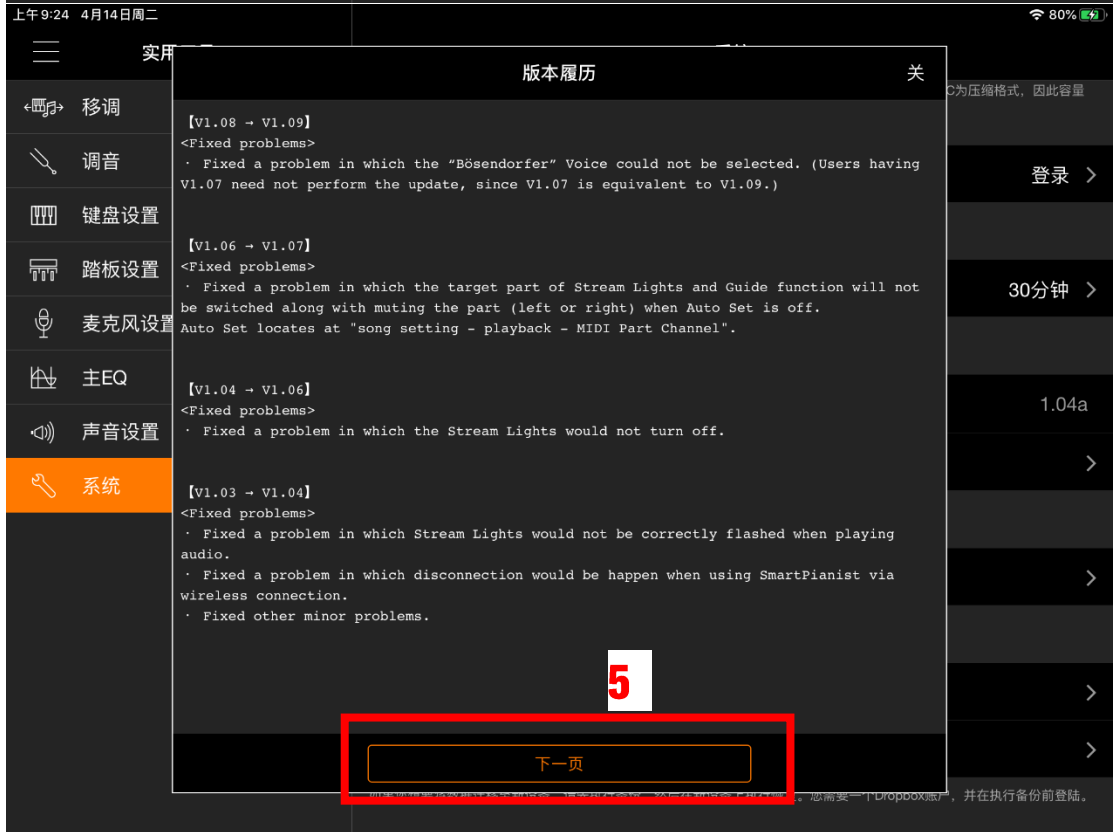 上午9:24 4月14日周二
80%
实用
版本履历
关
C为压缩格式，因此容量
移调
调音
键盘设置
踏板设置
麦克风设置
主EQ
声音设置
系统
【V1.08 → V1.09】
<Fixed problems>
· Fixed a problem in which the “Bösendorfer” Voice could not be selected. (Users having
V1.07 need not perform the update, since V1.07 is equivalent to V1.09.)
【V1.06 → V1.07】
<Fixed problems>
· Fixed a problem in which the target part of Stream Lights and Guide function will not
be switched along with muting the part (left or right) when Auto Set is off.
Auto Set locates at "song setting – playback – MIDI Part Channel".
【V1.04 → V1.06】
<Fixed problems>
· Fixed a problem in which the Stream Lights would not turn off.
【V1.03 → V1.04】
<Fixed problems>
· Fixed a problem in which Stream Lights would not be correctly flashed when playing
audio.
· Fixed a problem in which disconnection would be happen when using SmartPianist via
wireless connection.
· Fixed other minor problems.
登录
30分钟
1.04a
5
下一页
您需要一个Dropbox账户，并在执行备份前登陆。